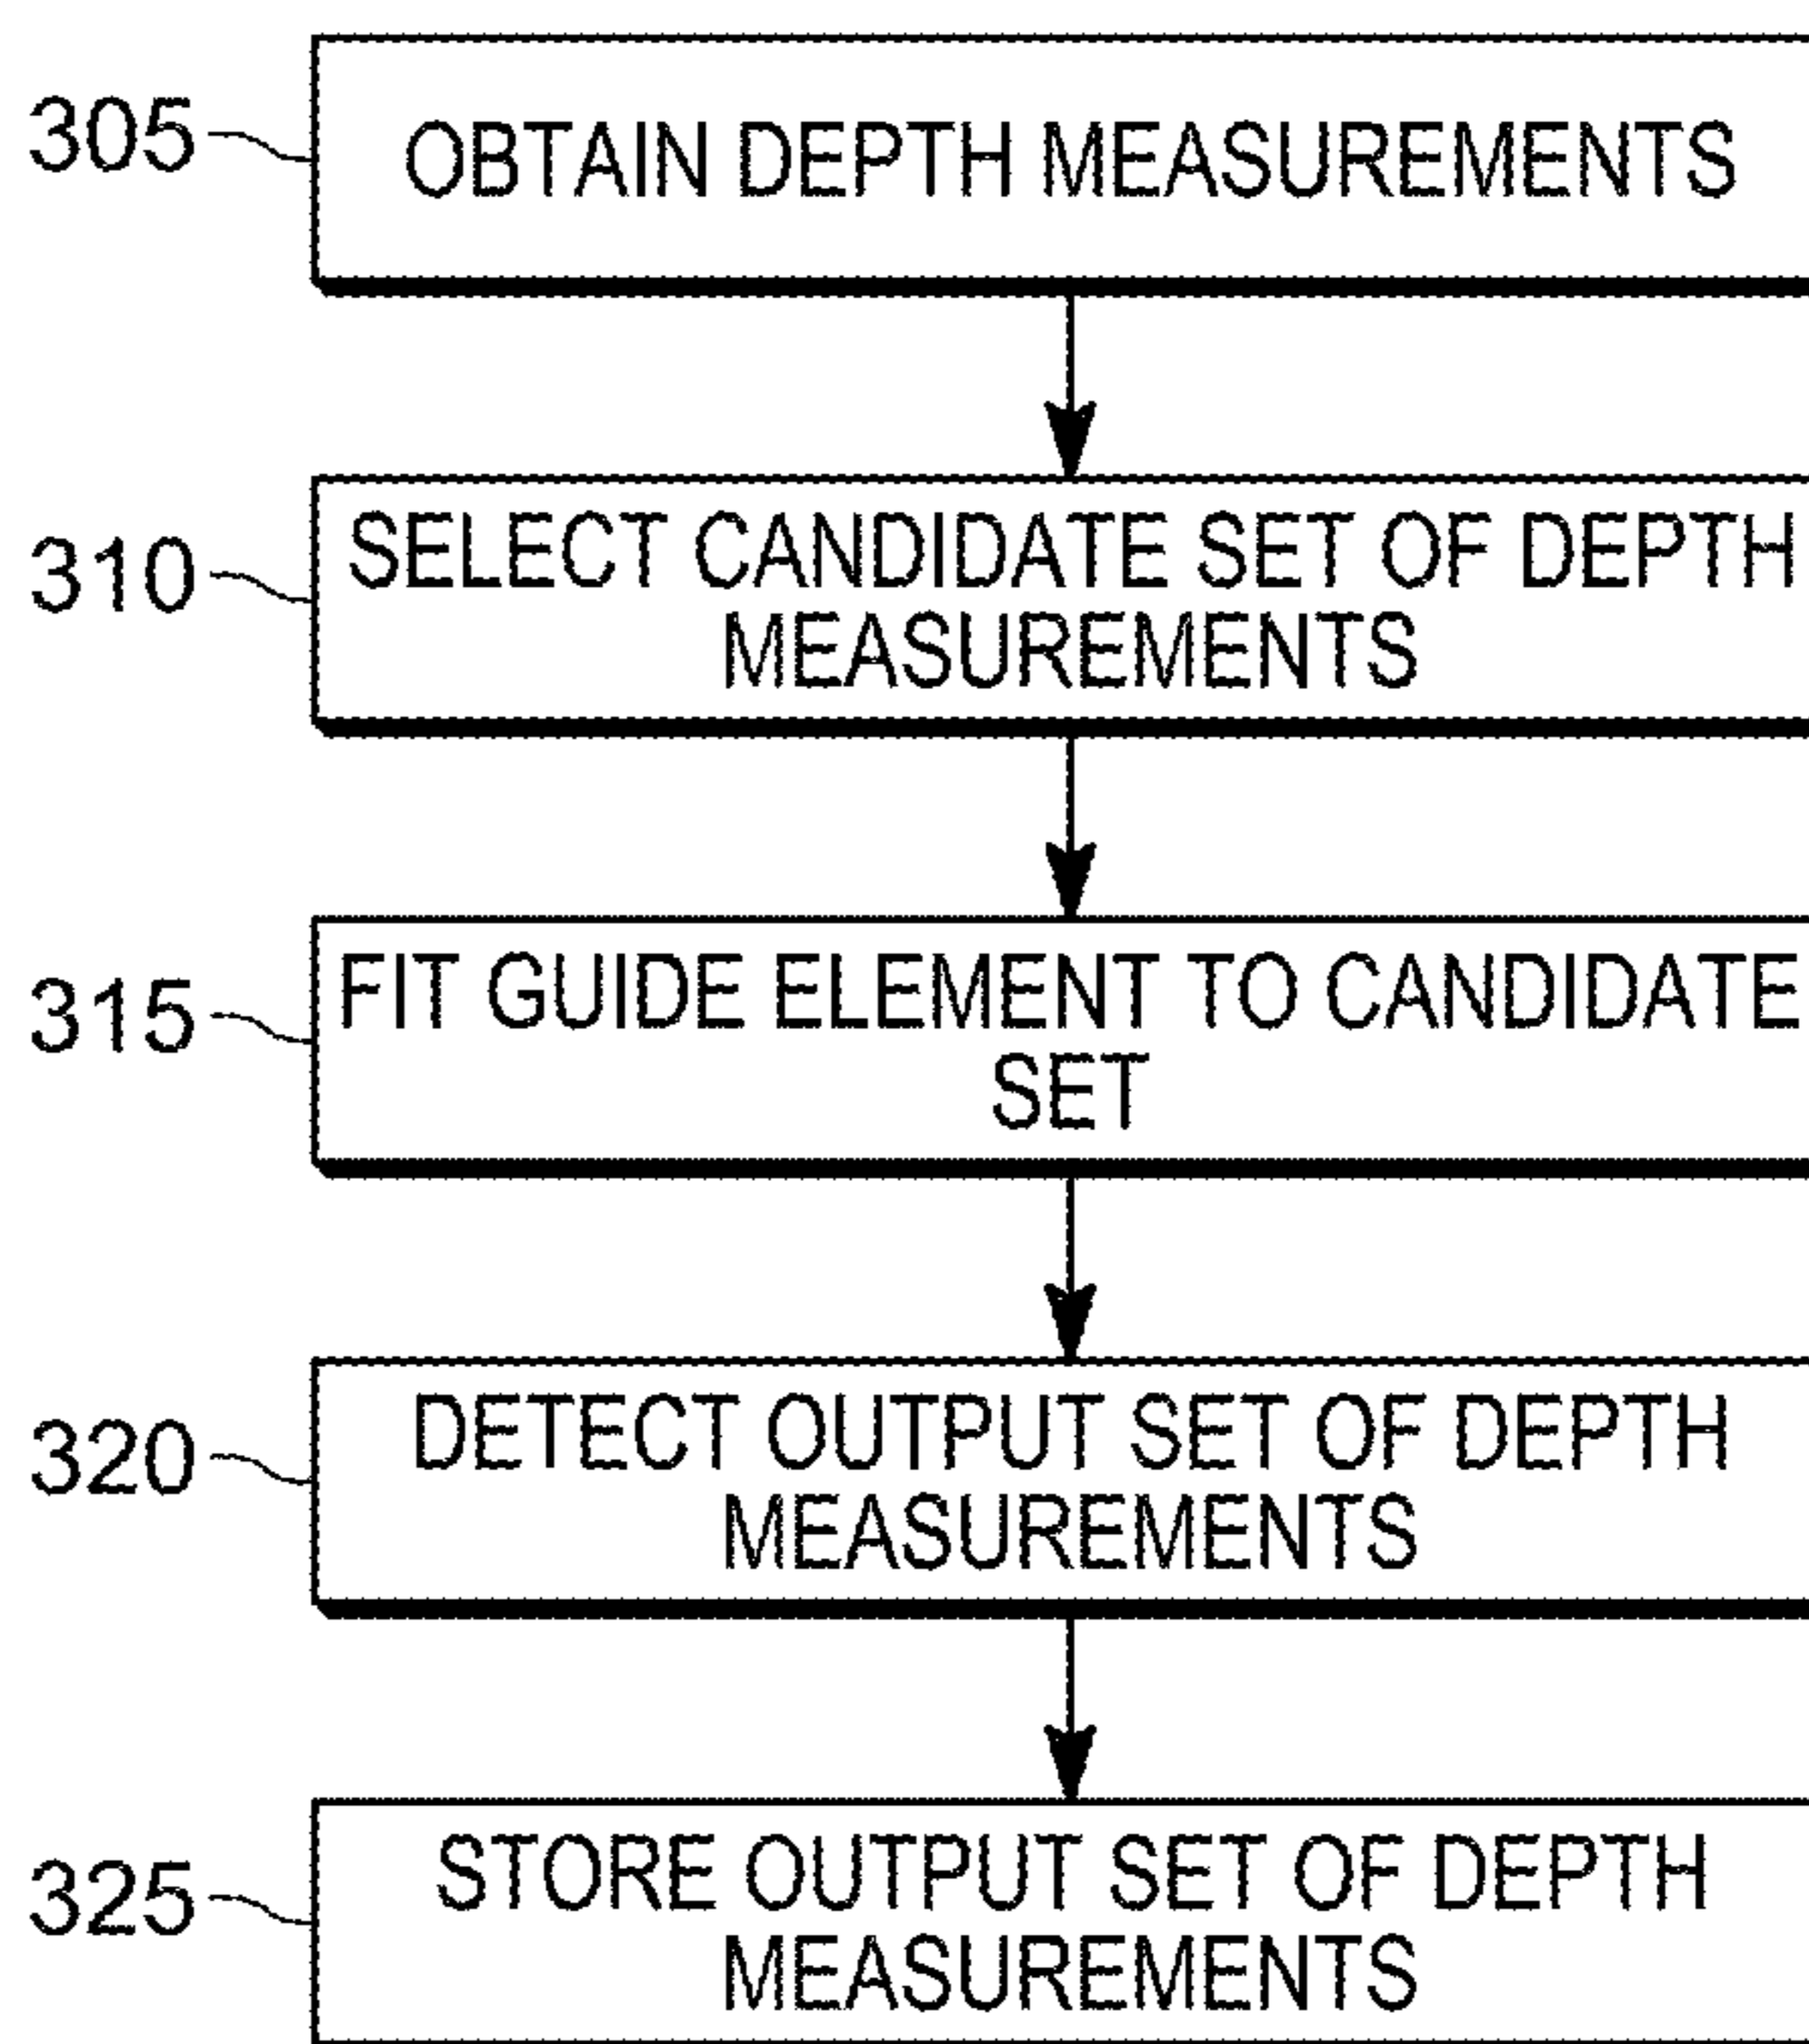 305
OBTAIN DEPTH MEASUREMENTS
310
SELECT CANDIDATE SET OF DEPTH
MEASUREMENTS
315
FIT GUIDE ELEMENT TO CANDIDATE
SET
320
DETECT OUTPUT SET OF DEPTH
MEASUREMENTS
325
STORE OUTPUT SET OF DEPTH
MEASUREMENTS